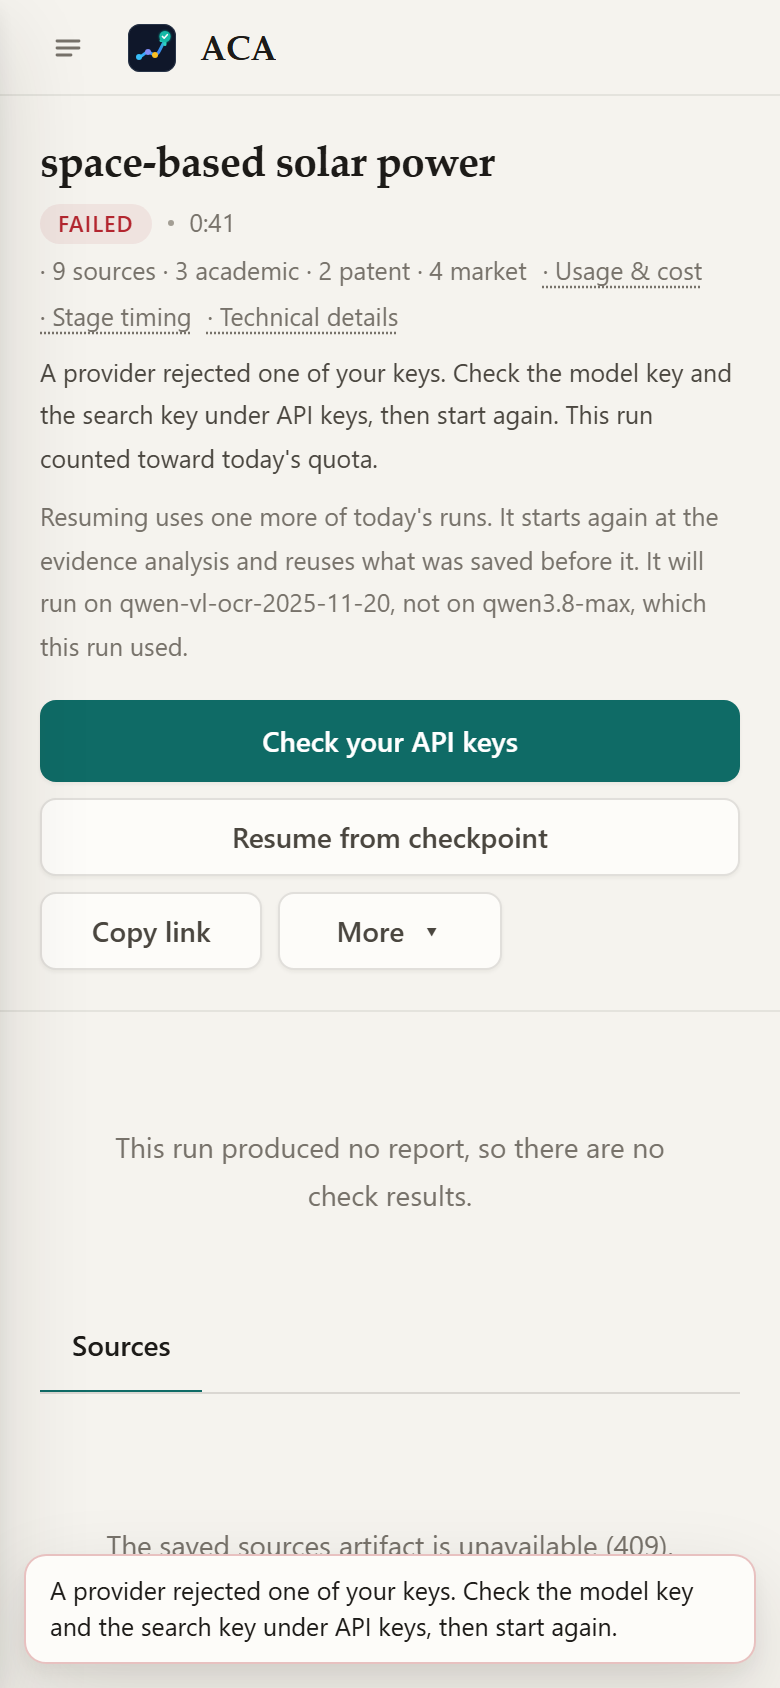 ACA
space-based solar power
FAILED • 0:41
· 9 sources · 3 academic · 2 patent · 4 market · Usage & cost
· Stage timing · Technical details
A provider rejected one of your keys. Check the model key and
the search key under API keys, then start again. This run
counted toward today's quota.
Resuming uses one more of today's runs. It starts again at the
evidence analysis and reuses what was saved before it. It will
run on qwen-vl-ocr-2025-11-20, not on qwen3.8-max, which
this run used.
Check your API keys
Resume from checkpoint
Copy link
More ▼
This run produced no report, so there are no
check results.
Sources
The saved sources artifact is unavailable (409).
A provider rejected one of your keys. Check the model key
and the search key under API keys, then start again.